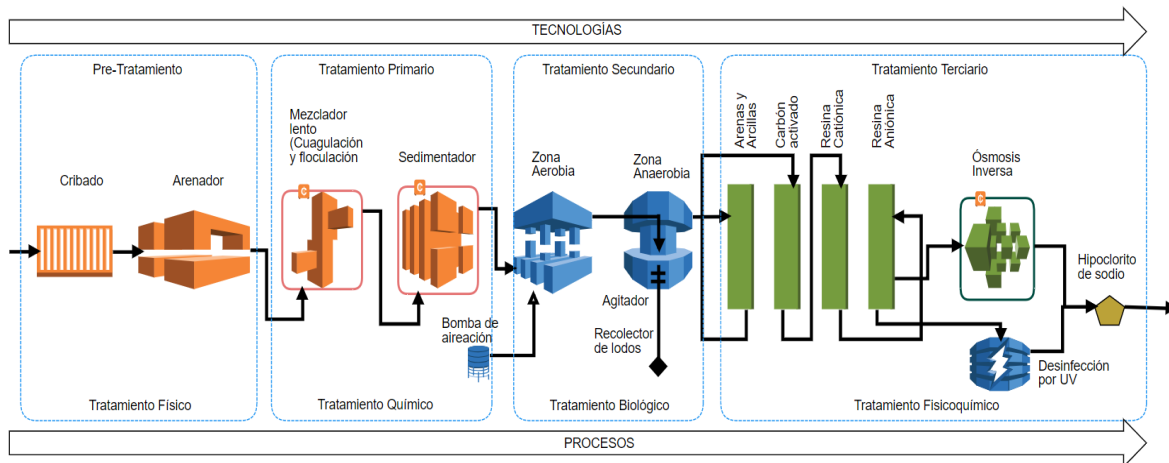 TECNOLOGÍAS
Pre-Tratamiento
Tratamiento Primario
Tratamiento Secundario
Tratamiento Terciario
Cribado
Arenador
Mezclador
lento
(Cuagulación
y floculación
C
Sedimentador
C
Bomba de
aireación
Zona
Aerobia
Zona
Anaerobia
Agitador
Recolector
de lodos
Arenas y
Arcillas
Carbón
activado
Resina
Catiónica
Resina
Aniónica
Ósmosis
Inversa
C
Hipoclorito
de sodio
Desinfección
por UV
Tratamiento Físico
Tratamiento Químico
Tratamiento Biológico
Tratamiento Fisicoquímico
PROCESOS